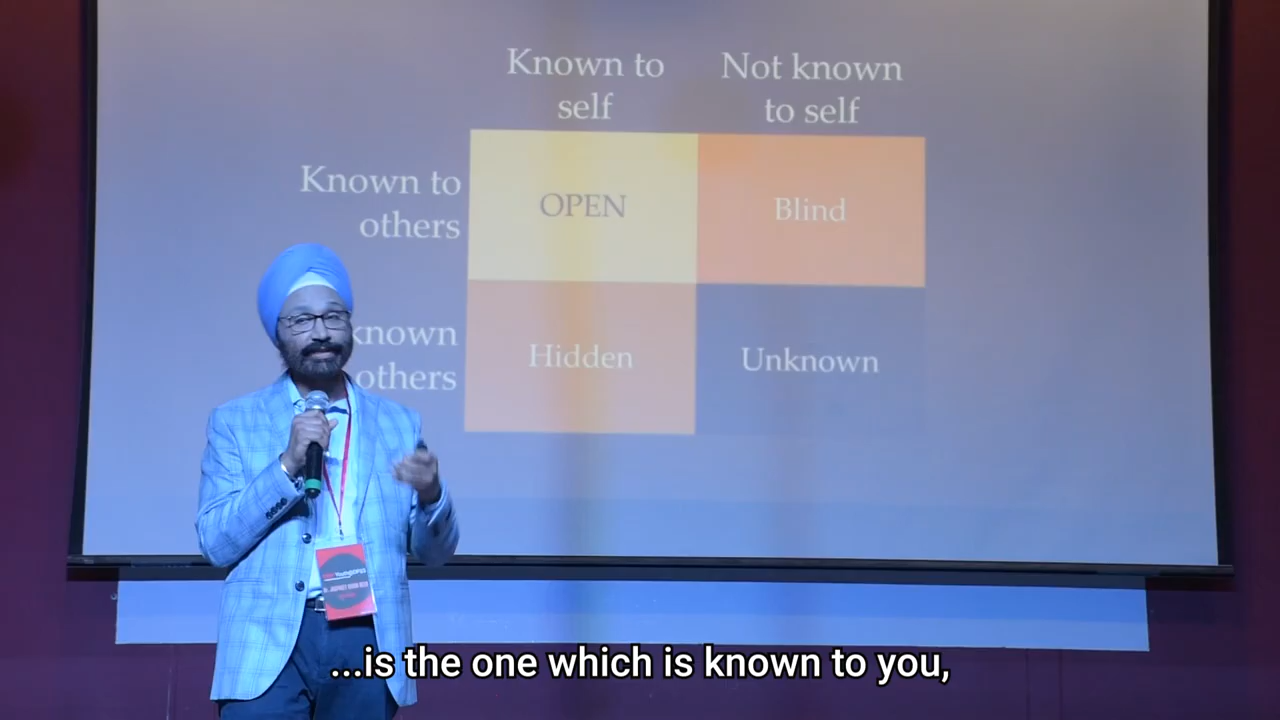 Known to
self
Not known
to self
Known to
others
OPEN
Blind
known
others
Hidden
Unknown
...is the one which is known to you,